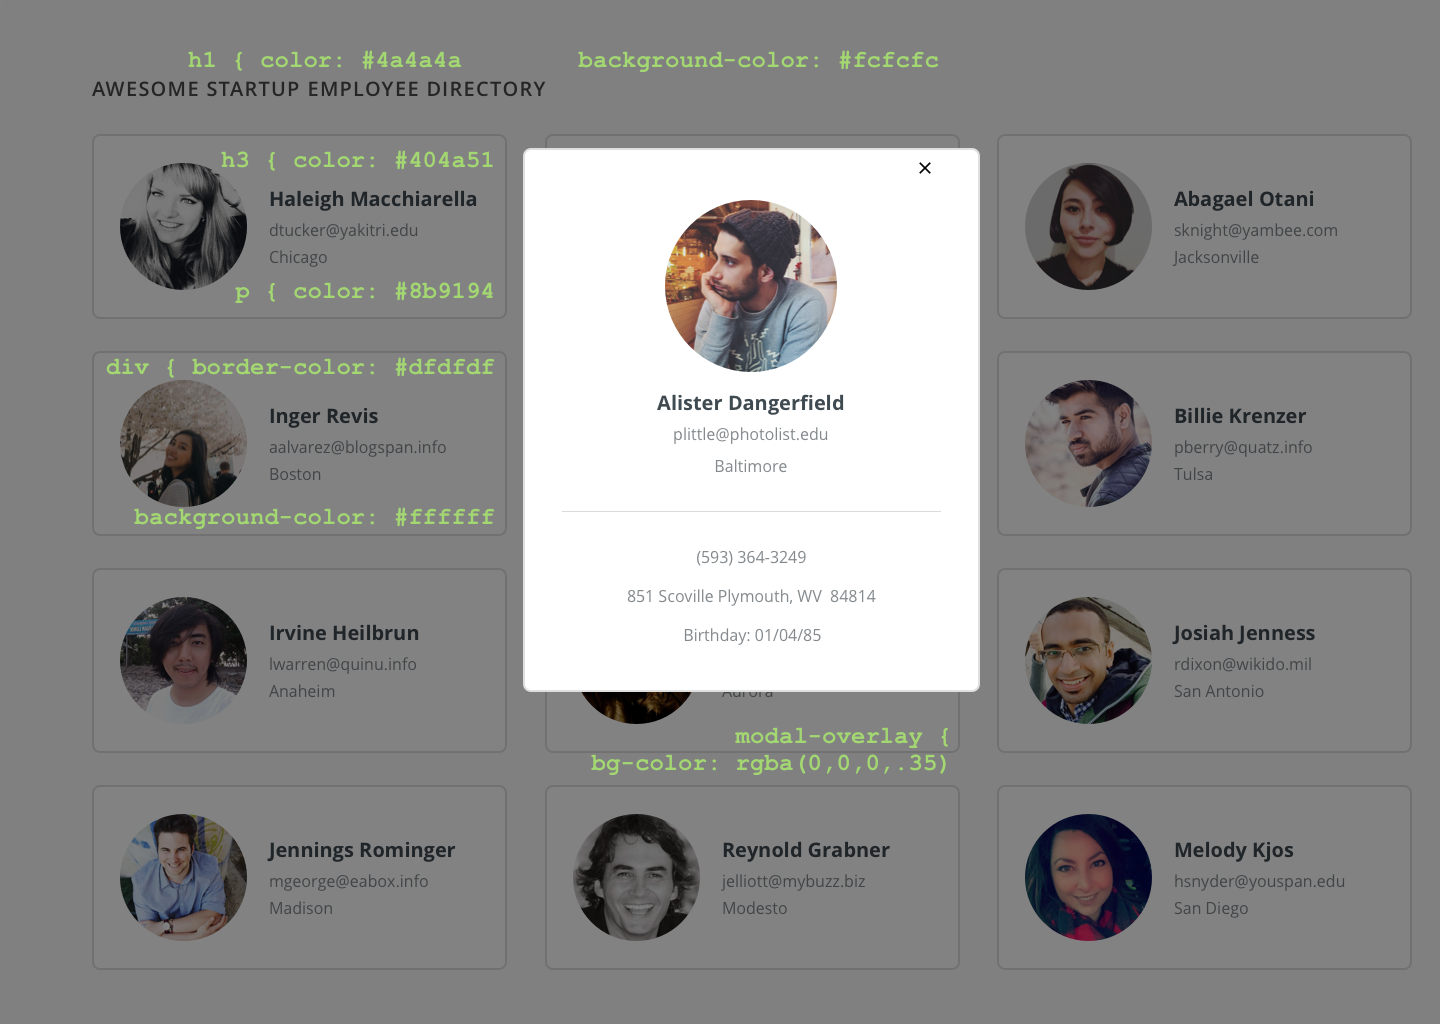 h1 { color: #4a4a4a
background-color: #fcfcfc
AWESOME STARTUP EMPLOYEE DIRECTORY
h3 { color: #404a51
Haleigh Macchiarella
dtucker@yakitri.edu
Chicago
p { color: #8b9194
Abagael Otani
sknight@yambee.com
Jacksonville
div { border-color: #dfdfdf
Inger Revis
aalvarez@blogspan.info
Boston
background-color: #ffffff
×
Alister Dangerfield
plittle@photolist.edu
Baltimore
(593) 364-3249
851 Scoville Plymouth, WV  84814
Birthday: 01/04/85
Billie Krenzer
pberry@quatz.info
Tulsa
Irvine Heilbrun
lwarren@quinu.info
Anaheim
Aurora
modal-overlay {
bg-color: rgba(0,0,0,.35)
Josiah Jenness
rdixon@wikido.mil
San Antonio
Jennings Rominger
mgeorge@eabox.info
Madison
Reynold Grabner
jelliott@mybuzz.biz
Modesto
Melody Kjos
hsnyder@youspan.edu
San Diego